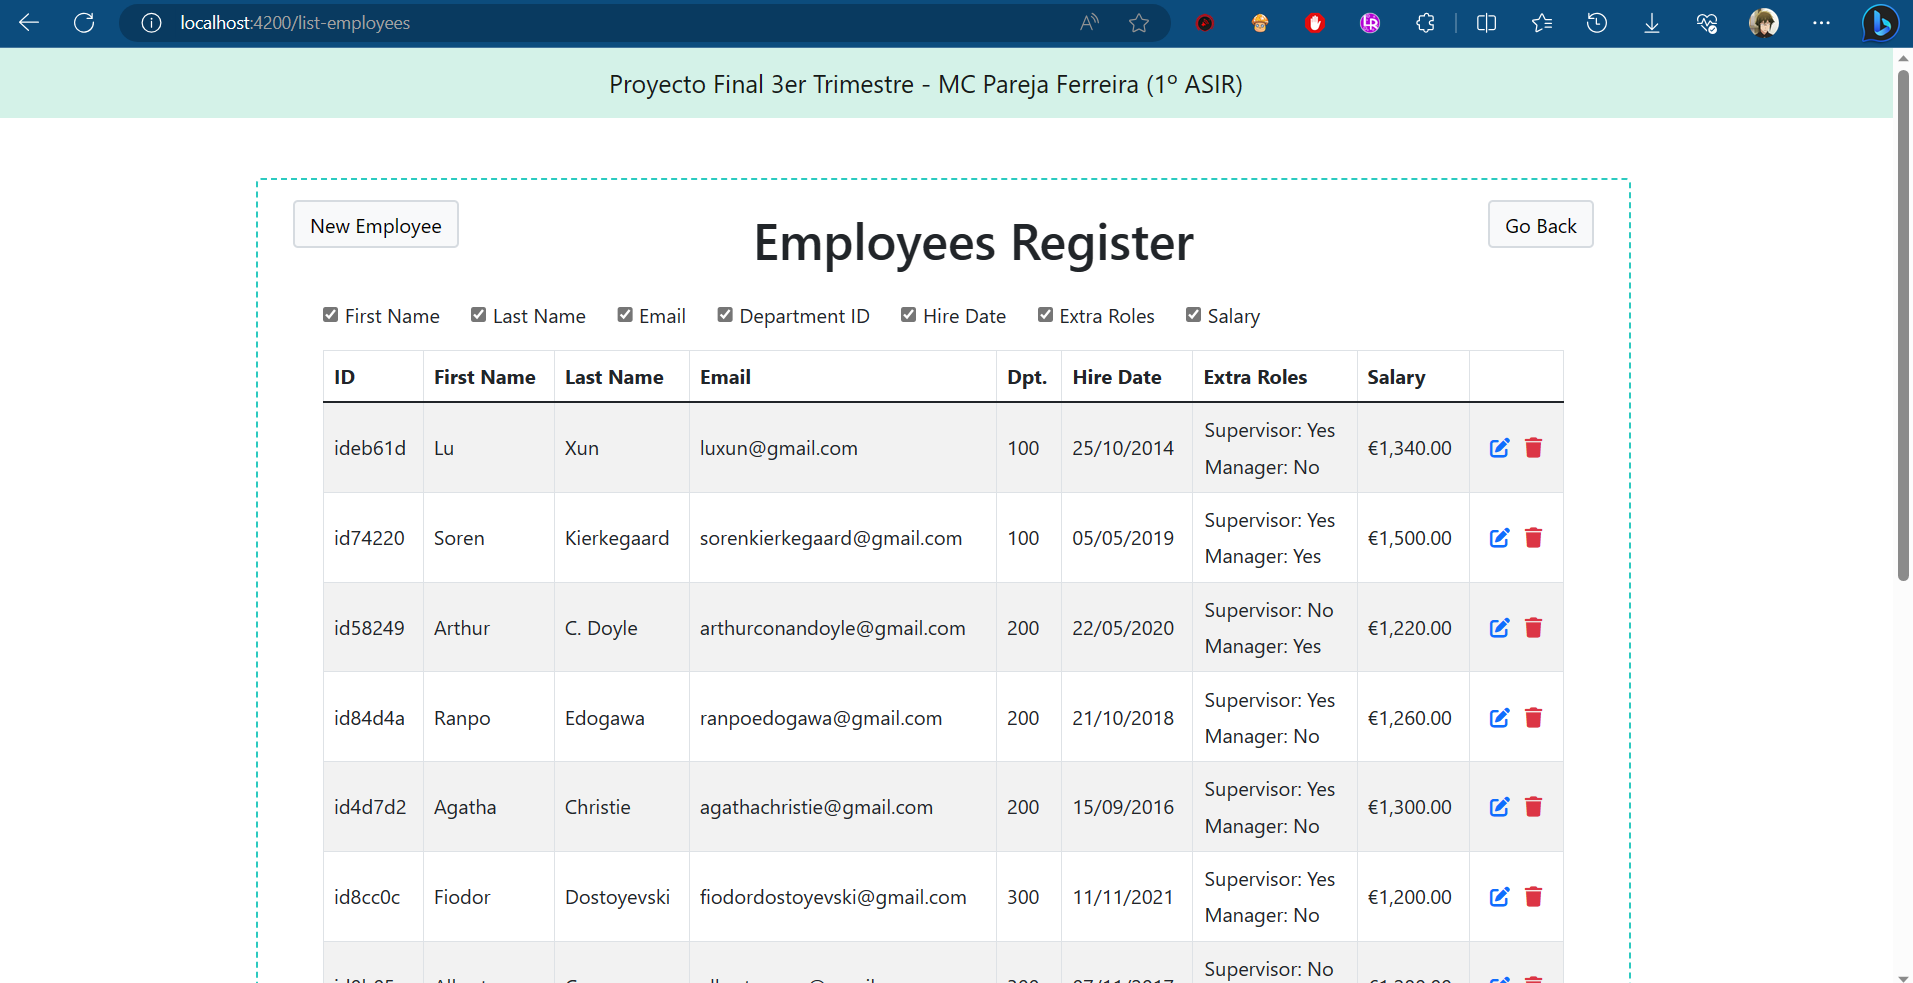 localhost:4200/list-employees
Proyecto Final 3er Trimestre - MC Pareja Ferreira (1º ASIR)
New Employee
Employees Register
Go Back
First Name Last Name Email Department ID Hire Date Extra Roles Salary
ID First Name Last Name Email Dpt. Hire Date Extra Roles Salary
ideb61d Lu Xun luxun@gmail.com 100 25/10/2014 Supervisor: Yes €1,340.00
Manager: No
id74220 Soren Kierkegaard sorenkierkegaard@gmail.com 100 05/05/2019 Supervisor: Yes €1,500.00
Manager: Yes
id58249 Arthur C. Doyle arthurconandoyle@gmail.com 200 22/05/2020 Supervisor: No €1,220.00
Manager: Yes
id84d4a Ranpo Edogawa ranpoedogawa@gmail.com 200 21/10/2018 Supervisor: Yes €1,260.00
Manager: No
id4d7d2 Agatha Christie agathachristie@gmail.com 200 15/09/2016 Supervisor: Yes €1,300.00
Manager: No
id8cc0c Fiodor Dostoyevski fiodordostoyevski@gmail.com 300 11/11/2021 Supervisor: Yes €1,200.00
Manager: No
Supervisor: No